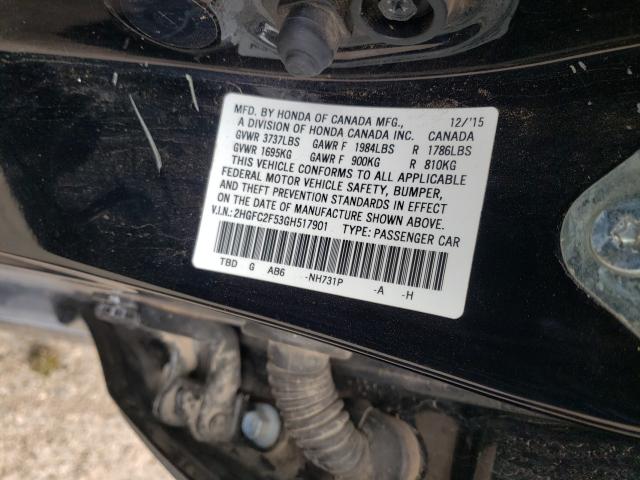 MFD. BY HONDA OF CANADA MFG., 12/'15
A DIVISION OF HONDA CANADA INC. CANADA
GVWR 3737LBS GAWR F 1984LBS R 1786LBS
GVWR 1695KG GAWR F 900KG R 810KG
THIS VEHICLE CONFORMS TO ALL APPLICABLE
FEDERAL MOTOR VEHICLE SAFETY, BUMPER,
AND THEFT PREVENTION STANDARDS IN EFFECT
ON THE DATE OF MANUFACTURE SHOWN ABOVE.
V.I.N.: 2HGFC2F53GH517901 TYPE: PASSENGER CAR
TBD G AB6 -NH731P -A -H